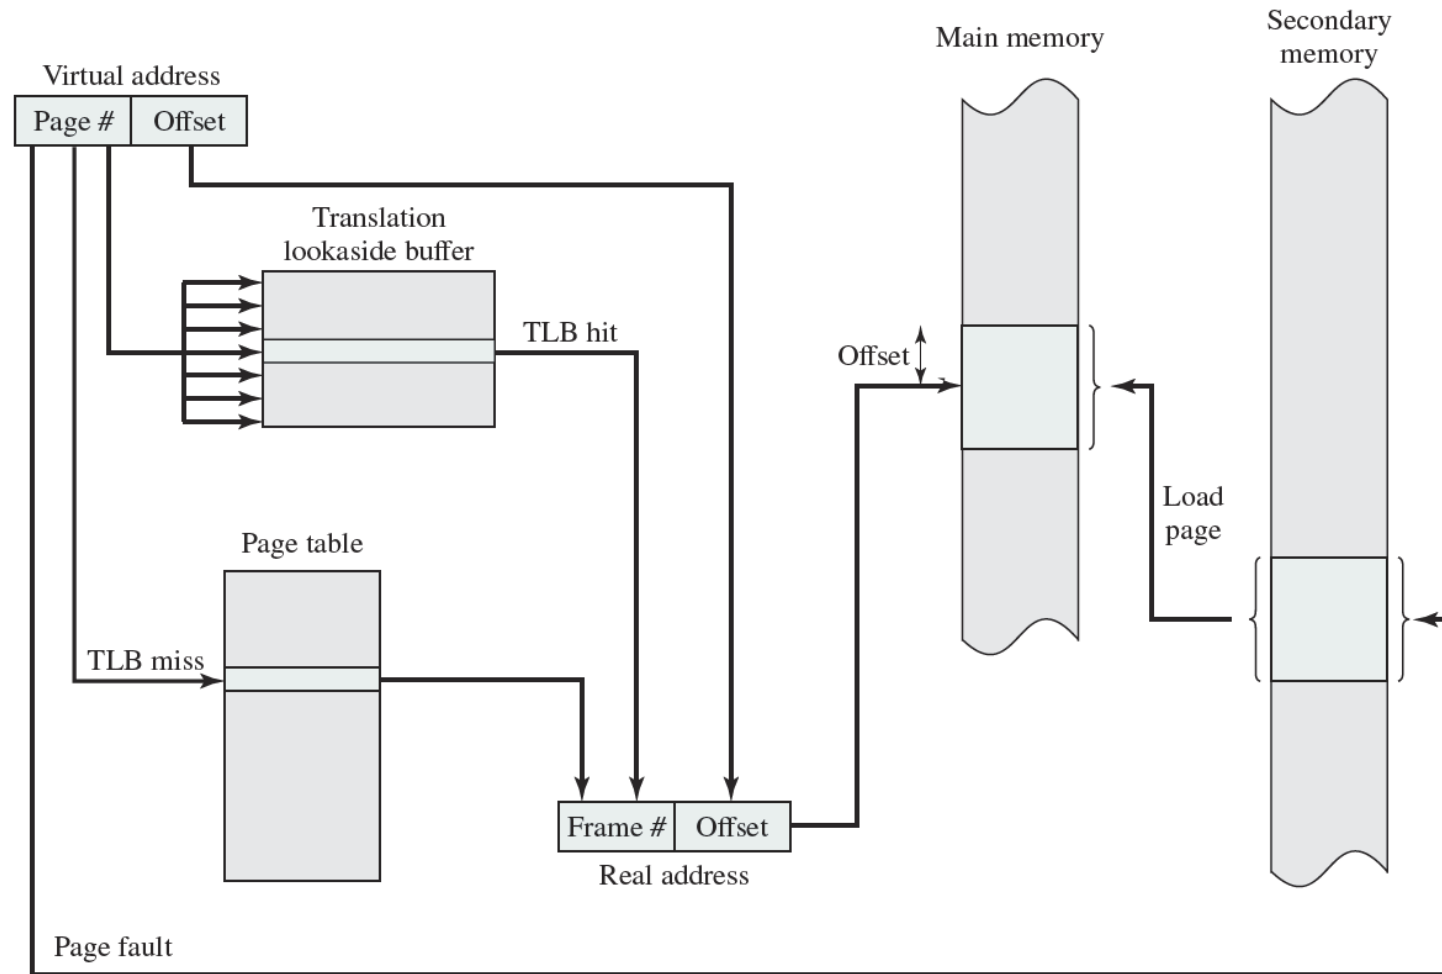 Main memory
Secondary
memory
Virtual address
Page #
Offset
Translation
lookaside buffer
TLB hit
Offset
Load
page
Page table
TLB miss
Frame #
Offset
Real address
Page fault